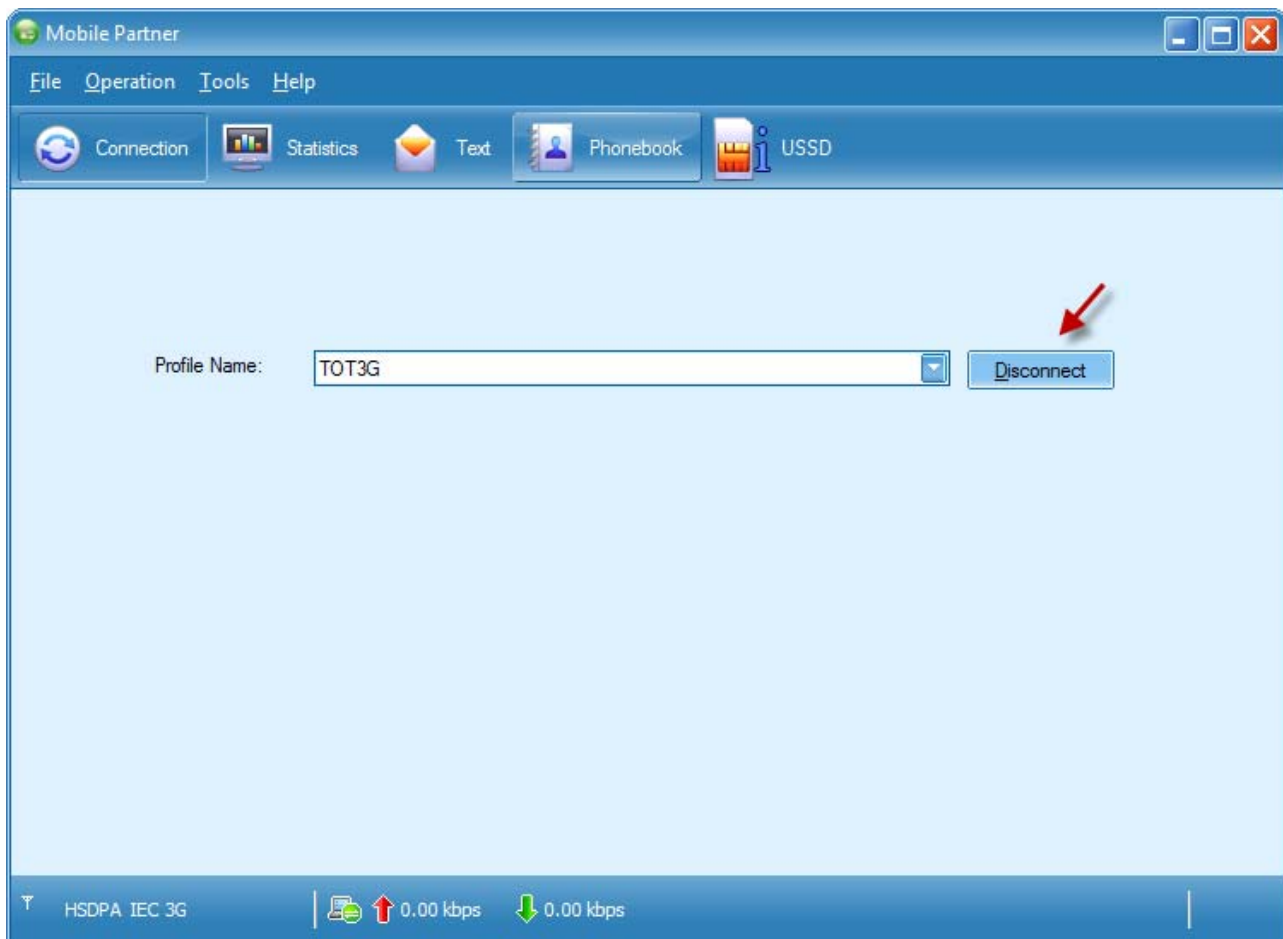 Mobile Partner
File Operation Tools Help
Connection Statistics Text Phonebook USSD
Profile Name: TOT3G Disconnect
HSDPA IEC 3G 0.00 kbps 0.00 kbps